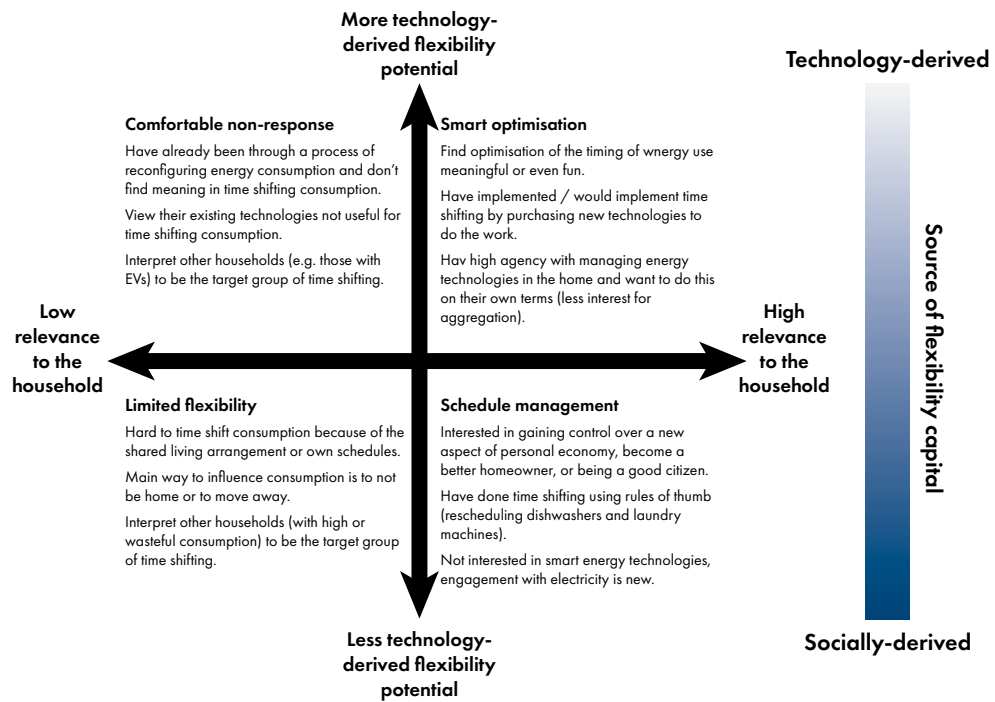 More technology-
derived flexibility
potential
Technology-derived
Comfortable non-response
Have already been through a process of
reconfiguring energy consumption and don't
find meaning in time shifting consumption.
View their existing technologies not useful for
time shifting consumption.
Interpret other households (e.g. those with
EVs) to be the target group of time shifting.
Smart optimisation
Find optimisation of the timing of wnergy use
meaningful or even fun.
Have implemented / would implement time
shifting by purchasing new technologies to
do the work.
Hav high agency with managing energy
technologies in the home and want to do this
on their own terms (less interest for
aggregation).
Low
relevance
to the
household
High
relevance
to the
household
Source of flexibility capital
Limited flexibility
Hard to time shift consumption because of the
shared living arrangement or own schedules.
Main way to influence consumption is to not
be home or to move away.
Interpret other households (with high or
wasteful consumption) to be the target group
of time shifting.
Schedule management
Interested in gaining control over a new
aspect of personal economy, become a
better homeowner, or being a good citizen.
Have done time shifting using rules of thumb
(rescheduling dishwashers and laundry
machines).
Not interested in smart energy technologies,
engagement with electricity is new.
Less technology-
derived flexibility
potential
Socially-derived